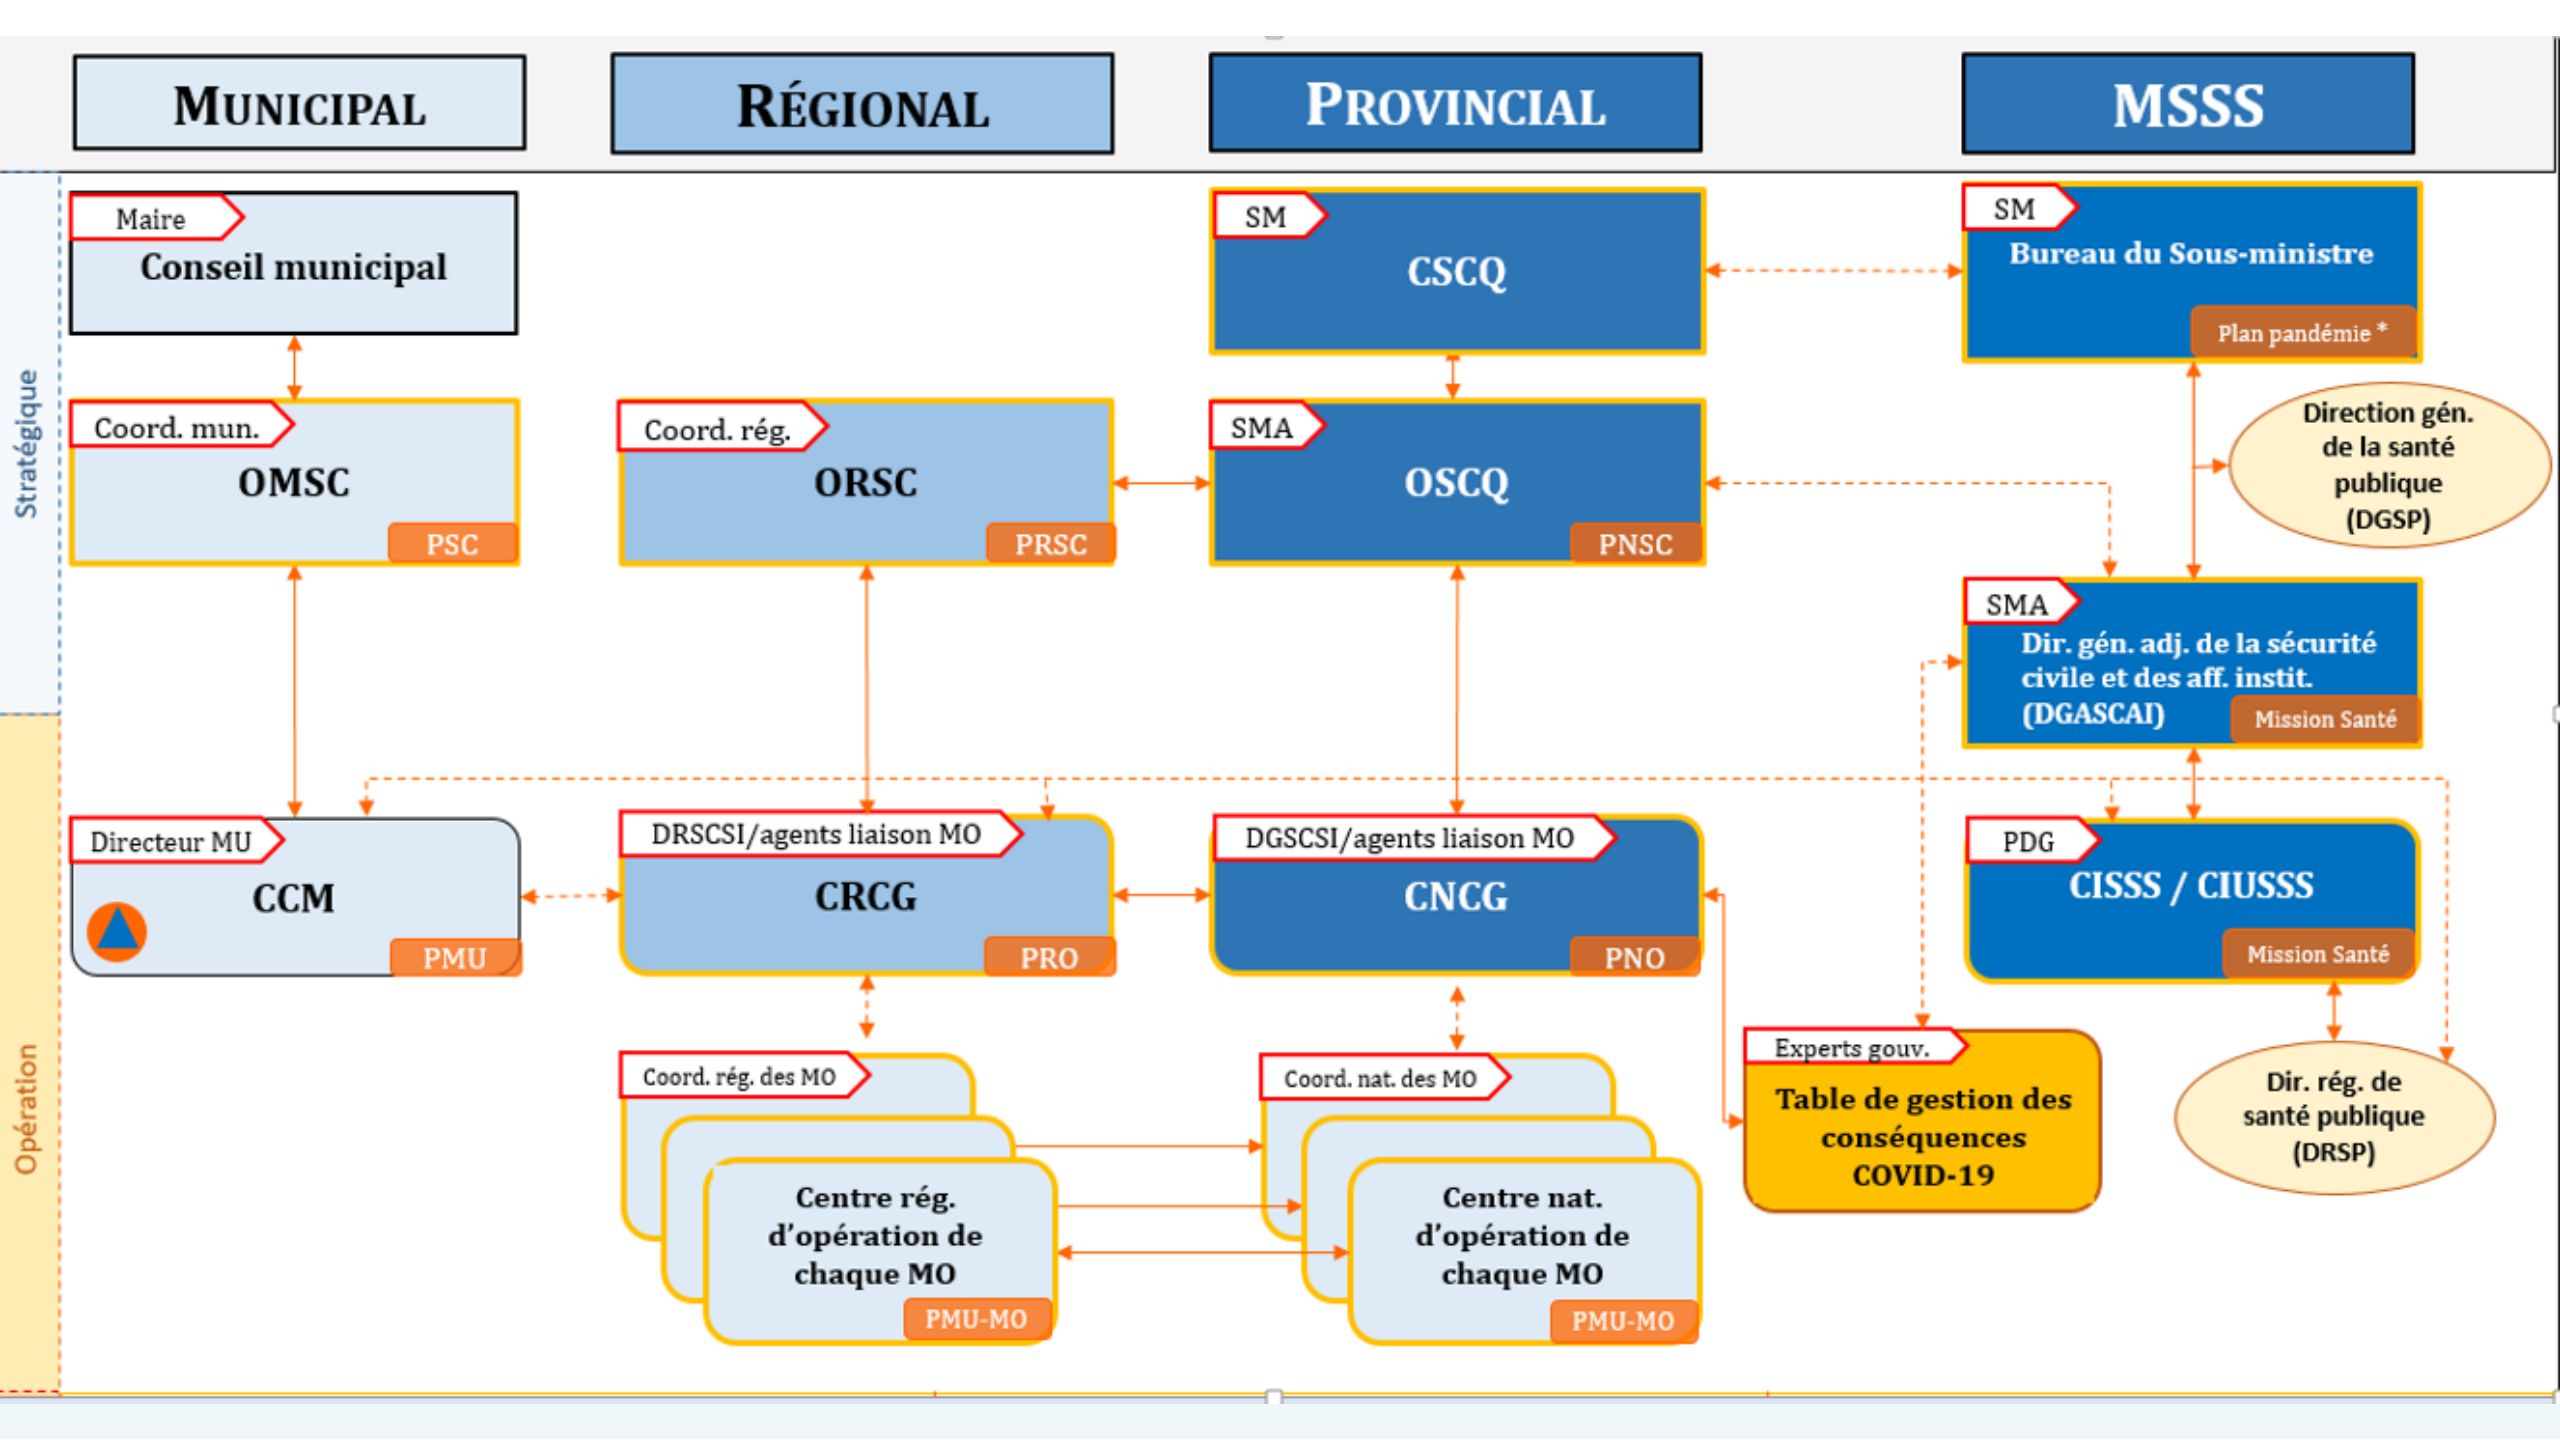 MUNICIPAL
RÉGIONAL
PROVINCIAL
MSSS
Stratégique
Maire
Conseil municipal
SM
CSCQ
SM
Bureau du Sous-ministre
Plan pandémie *
Coord. mun.
OMSC
PSC
Coord. rég.
ORSC
PRSC
SMA
OSCQ
PNSC
Direction gén.
de la santé
publique
(DGSP)
SMA
Dir. gén. adj. de la sécurité
civile et des aff. instit.
(DGASCAI)
Mission Santé
Opération
Directeur MU
CCM
PMU
DRSCSI/agents liaison MO
CRCG
PRO
DGSCSI/agents liaison MO
CNCG
PNO
PDG
CISSS / CIUSSS
Mission Santé
Coord. rég. des MO
Centre rég.
d’opération de
chaque MO
PMU-MO
Coord. nat. des MO
Centre nat.
d’opération de
chaque MO
PMU-MO
Experts gouv.
Table de gestion des
conséquences
COVID-19
Dir. rég. de
santé publique
(DRSP)